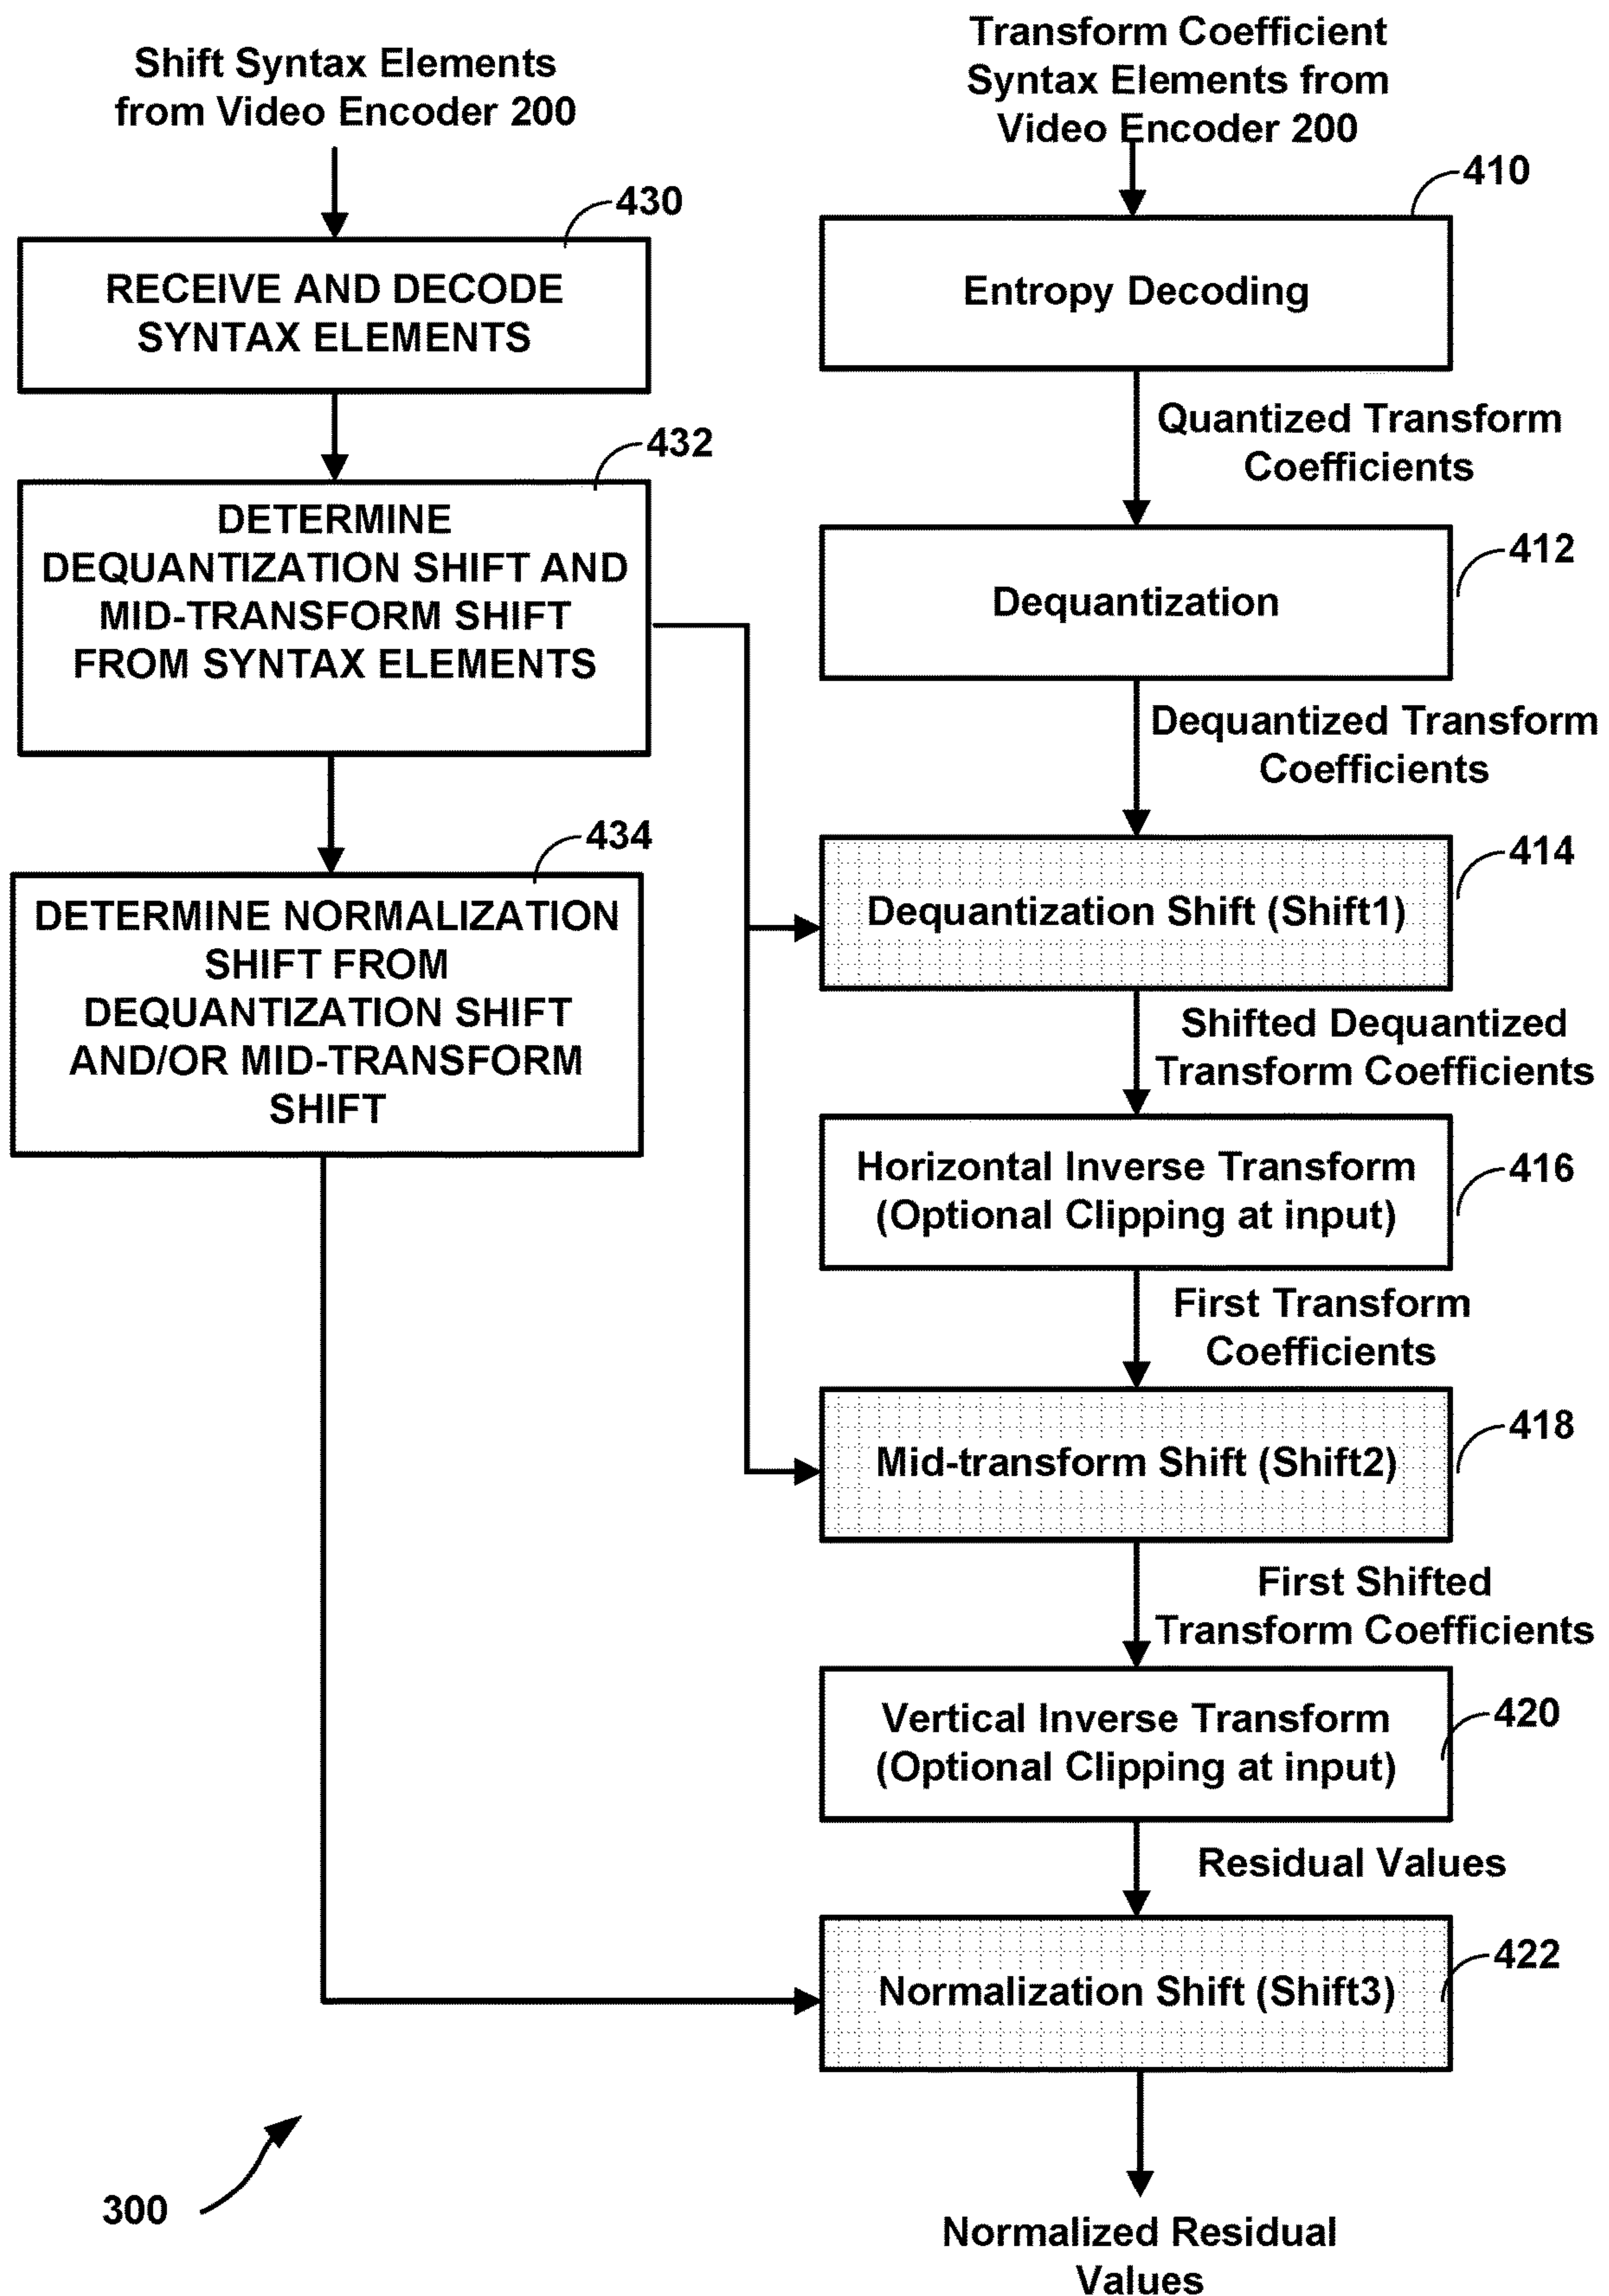 Shift Syntax Elements
from Video Encoder 200
430
RECEIVE AND DECODE
SYNTAX ELEMENTS
432
DETERMINE
DEQUANTIZATION SHIFT AND
MID-TRANSFORM SHIFT
FROM SYNTAX ELEMENTS
434
DETERMINE NORMALIZATION
SHIFT FROM
DEQUANTIZATION SHIFT
AND/OR MID-TRANSFORM
SHIFT
Transform Coefficient
Syntax Elements from
Video Encoder 200
410
Entropy Decoding
Quantized Transform
Coefficients
412
Dequantization
Dequantized Transform
Coefficients
414
Dequantization Shift (Shift1)
Shifted Dequantized
Transform Coefficients
416
Horizontal Inverse Transform
(Optional Clipping at input)
First Transform
Coefficients
418
Mid-transform Shift (Shift2)
First Shifted
Transform Coefficients
420
Vertical Inverse Transform
(Optional Clipping at input)
Residual Values
422
Normalization Shift (Shift3)
Normalized Residual
Values
300